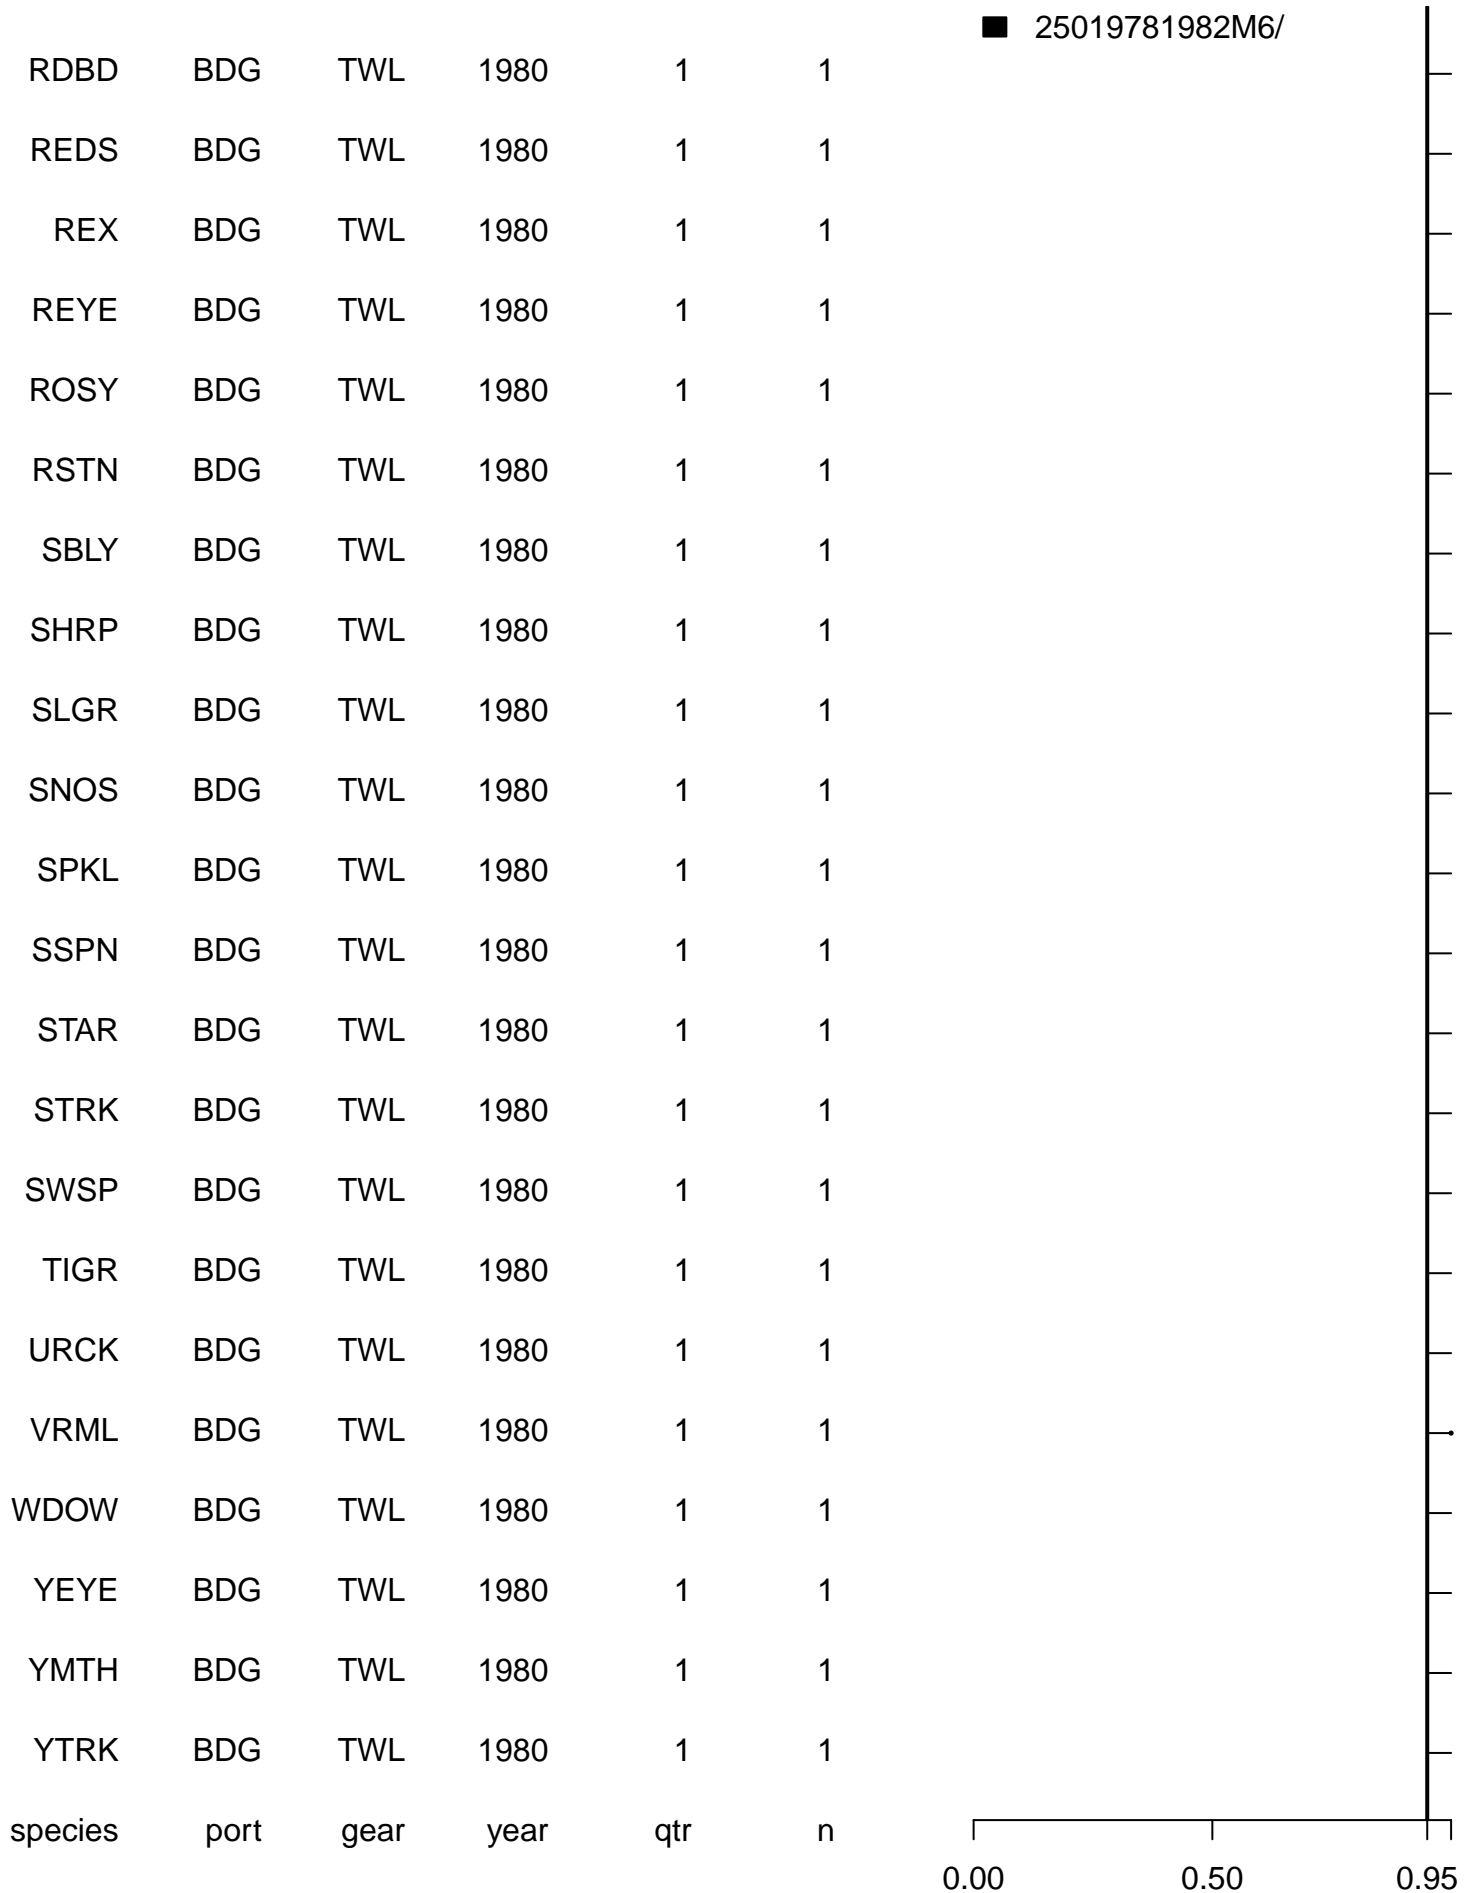 25019781982M6/
RDBD BDG TWL 1980 1 1
REDS BDG TWL 1980 1 1
REX BDG TWL 1980 1 1
REYE BDG TWL 1980 1 1
ROSY BDG TWL 1980 1 1
RSTN BDG TWL 1980 1 1
SBLY BDG TWL 1980 1 1
SHRP BDG TWL 1980 1 1
SLGR BDG TWL 1980 1 1
SNOS BDG TWL 1980 1 1
SPKL BDG TWL 1980 1 1
SSPN BDG TWL 1980 1 1
STAR BDG TWL 1980 1 1
STRK BDG TWL 1980 1 1
SWSP BDG TWL 1980 1 1
TIGR BDG TWL 1980 1 1
URCK BDG TWL 1980 1 1
VRML BDG TWL 1980 1 1
WDOW BDG TWL 1980 1 1
YEYE BDG TWL 1980 1 1
YMTH BDG TWL 1980 1 1
YTRK BDG TWL 1980 1 1
species port gear year qtr n
0.00 0.50 0.95